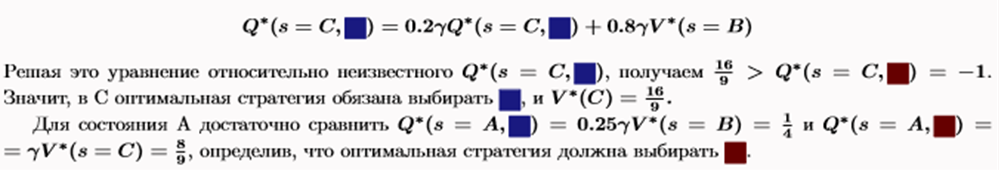 Q*(s = C, ■) = 0.2γQ*(s = C, ■) + 0.8γV*(s = B)
Решая это уравнение относительно неизвестного Q*(s = C, ■), получаем 16/9 > Q*(s = C, ■) = −1.
Значит, в C оптимальная стратегия обязана выбирать ■, и V*(C) = 16/9.
Для состояния A достаточно сравнить Q*(s = A, ■) = 0.25γV*(s = B) = 1/4 и Q*(s = A, ■) =
= γV*(s = C) = 8/9, определив, что оптимальная стратегия должна выбирать ■.